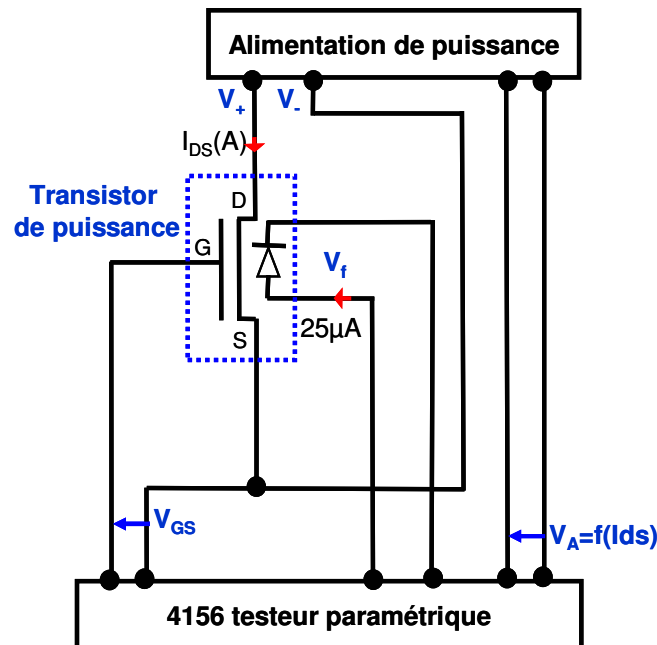 Alimentation de puissance
V+ V-
IDS(A)
Transistor
de puissance
D
G
Vf
25µA
S
VGS
VA=f(Ids)
4156 testeur paramétrique